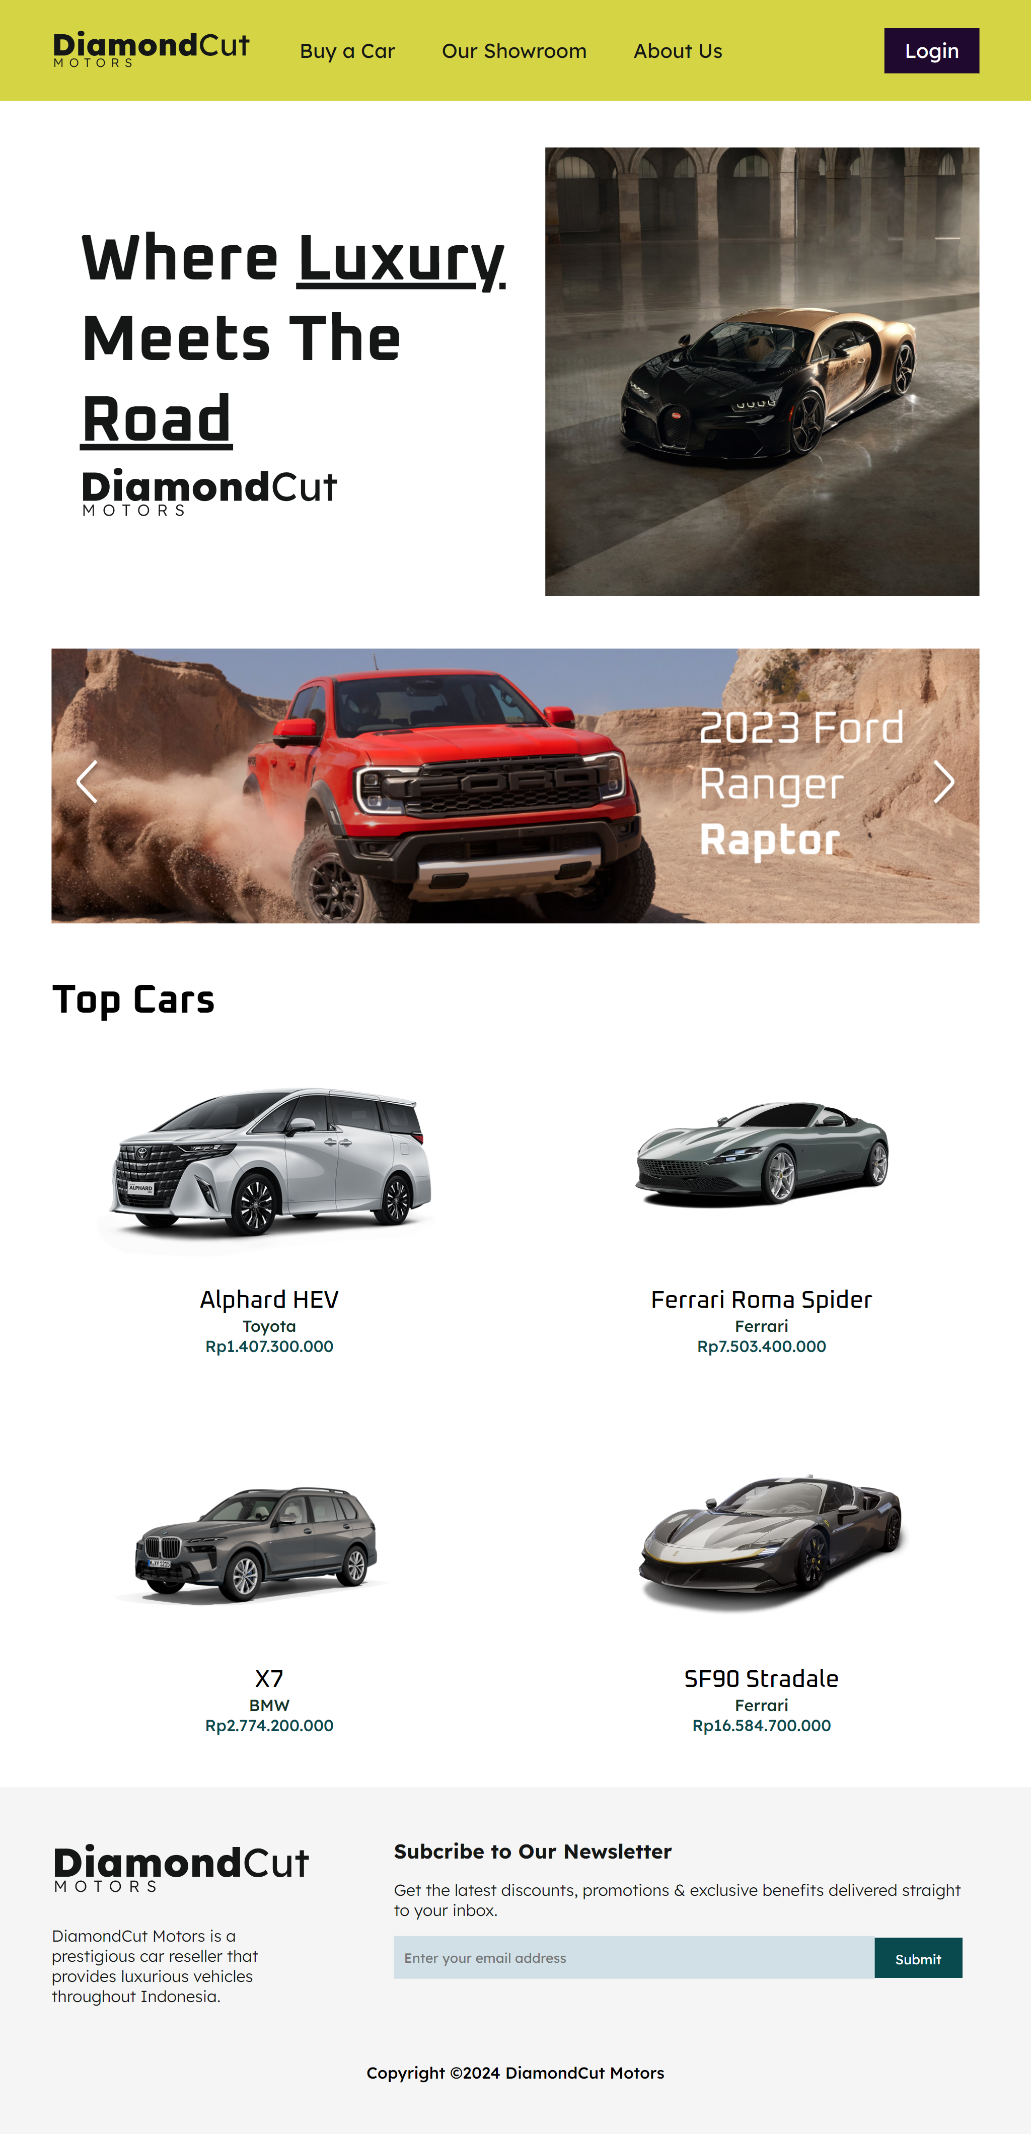 DiamondCut
MOTORS
Buy a Car
Our Showroom
About Us
Login
Where Luxury
Meets The
Road
DiamondCut
MOTORS
FORD
2023 Ford
Ranger
Raptor
Top Cars
ALPHARD
Alphard HEV
Toyota
Rp1.407.300.000
Ferrari Roma Spider
Ferrari
Rp7.503.400.000
X7
BMW
Rp2.774.200.000
SF90 Stradale
Ferrari
Rp16.584.700.000
DiamondCut
MOTORS
DiamondCut Motors is a
prestigious car reseller that
provides luxurious vehicles
throughout Indonesia.
Subcribe to Our Newsletter
Get the latest discounts, promotions & exclusive benefits delivered straight
to your inbox.
Enter your email address
Submit
Copyright ©2024 DiamondCut Motors